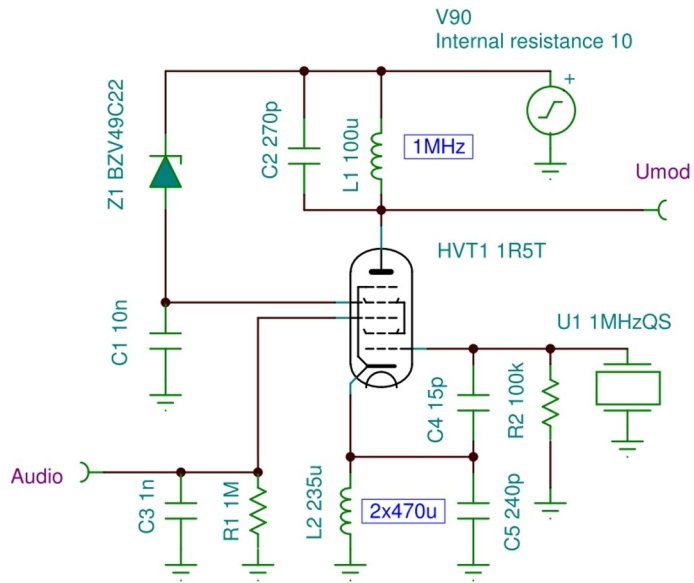 V90
Internal resistance 10
+
Z1 BZV49C22
C2 270p
L1 100u
1MHz
Umod
HVT1 1R5T
C1 10n
U1 1MHzQS
C4 15p
R2 100k
Audio
C3 1n
R1 1M
L2 235u
2x470u
C5 240p